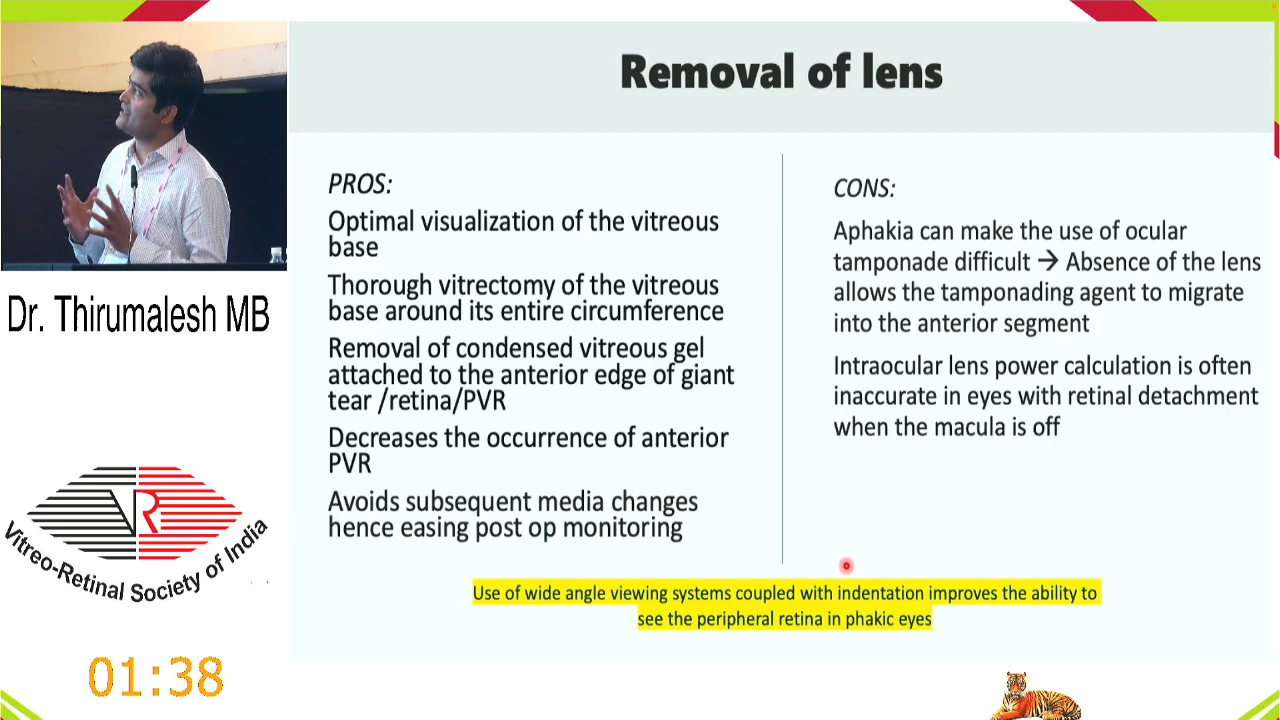 Removal of lens
PROS:
Optimal visualization of the vitreous
base
Thorough vitrectomy of the vitreous
base around its entire circumference
Removal of condensed vitreous gel
attached to the anterior edge of giant
tear /retina/PVR
Decreases the occurrence of anterior
PVR
Avoids subsequent media changes
hence easing post op monitoring
CONS:
Aphakia can make the use of ocular
tamponade difficult → Absence of the lens
allows the tamponading agent to migrate
into the anterior segment
Intraocular lens power calculation is often
inaccurate in eyes with retinal detachment
when the macula is off
Use of wide angle viewing systems coupled with indentation improves the ability to
see the peripheral retina in phakic eyes
Dr. Thirumalesh MB
VR
Vitreo-Retinal Society of India
01:38